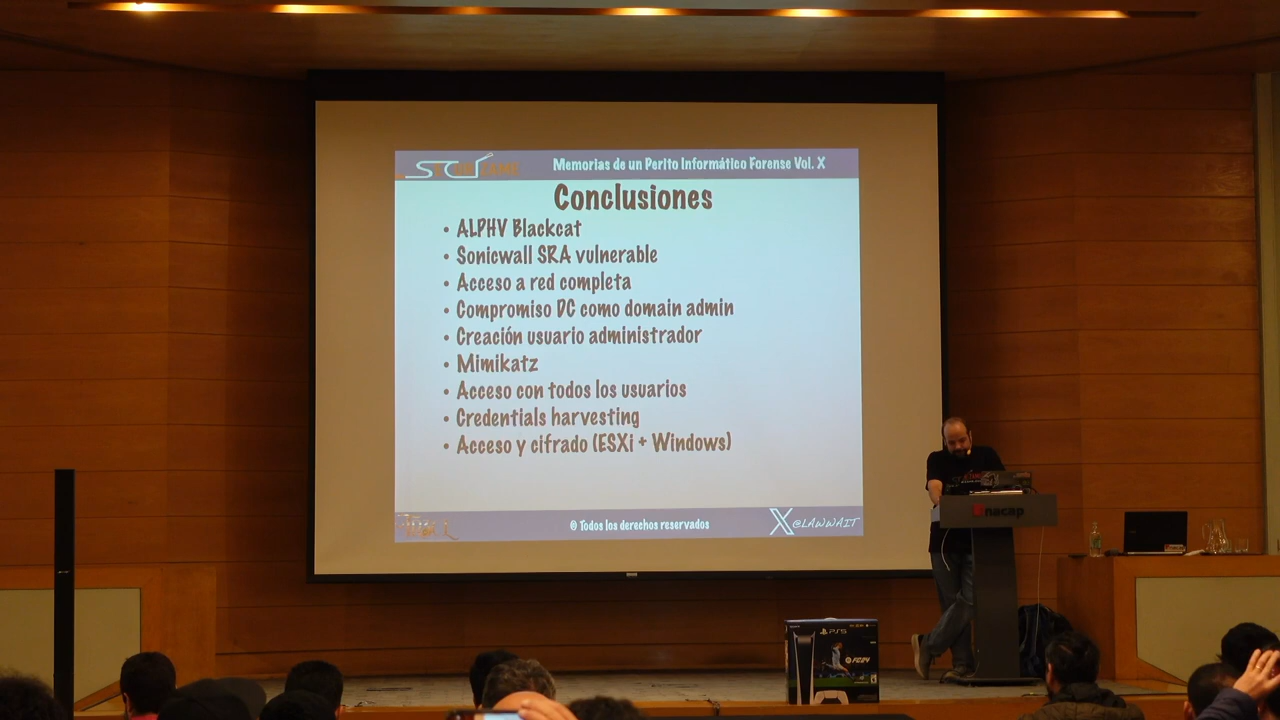 Memorias de un Perito Informático Forense Vol. X
Conclusiones
• ALPHV Blackcat
• Sonicwall SRA vulnerable
• Acceso a red completa
• Compromiso DC como domain admin
• Creación usuario administrador
• Mimikatz
• Acceso con todos los usuarios
• Credentials harvesting
• Acceso y cifrado (ESXi + Windows)
© Todos los derechos reservados
X @LAWWAIT
inacap
PS5
FC24